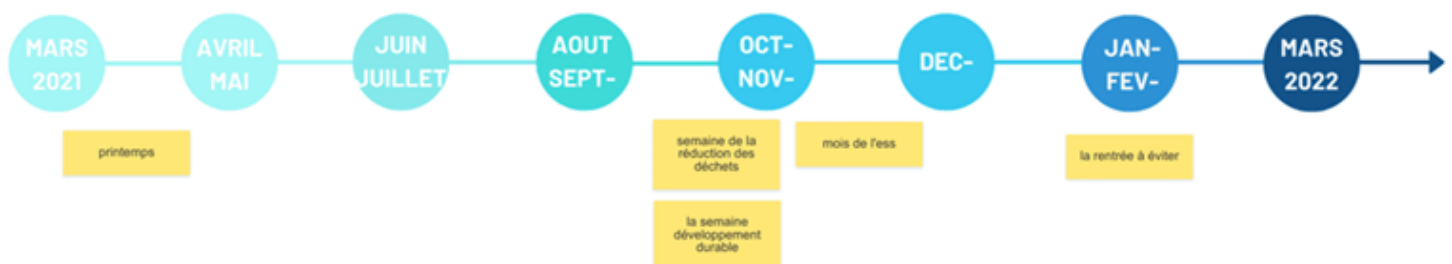 MARS
2021
AVRIL
MAI
JUIN
JUILLET
AOUT
SEPT-
OCT-
NOV-
DEC-
JAN-
FEV-
MARS
2022
printemps
semaine de la
réduction des
déchets
mois de l'ess
la rentrée à éviter
la semaine
développement
durable